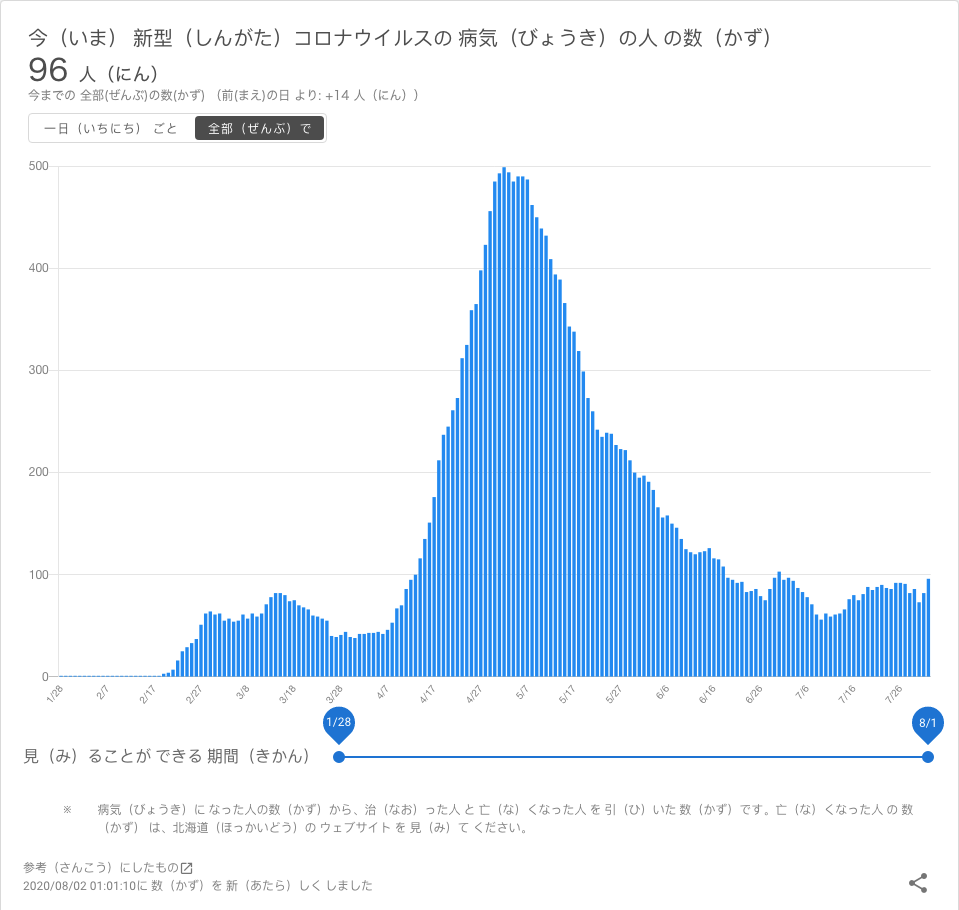 今（いま） 新型（しんがた）コロナウイルスの 病気（びょうき）の人 の数（かず）
96 人（にん）
今までの 全部(ぜんぶ)の数(かず) （前(まえ)の日 より: +14 人（にん））
一日（いちにち） ごと 全部（ぜんぶ）で
500
400
300
200
100
0
1/28 2/7 2/17 2/27 3/8 3/18 3/28 4/7 4/17 4/27 5/7 5/17 5/27 6/6 6/16 6/26 7/6 7/16 7/26
1/28 8/1
見（み）ることが できる 期間（きかん）
※ 病気（びょうき）に なった人の数（かず）から、治（なお）った人 と 亡（な）くなった人 を 引（ひ）いた 数（かず）です。亡（な）くなった人 の 数
（かず） は、北海道（ほっかいどう）の ウェブサイト を 見（み）て ください。
参考（さんこう）にしたもの
2020/08/02 01:01:10に 数（かず）を 新（あたら）しく しました